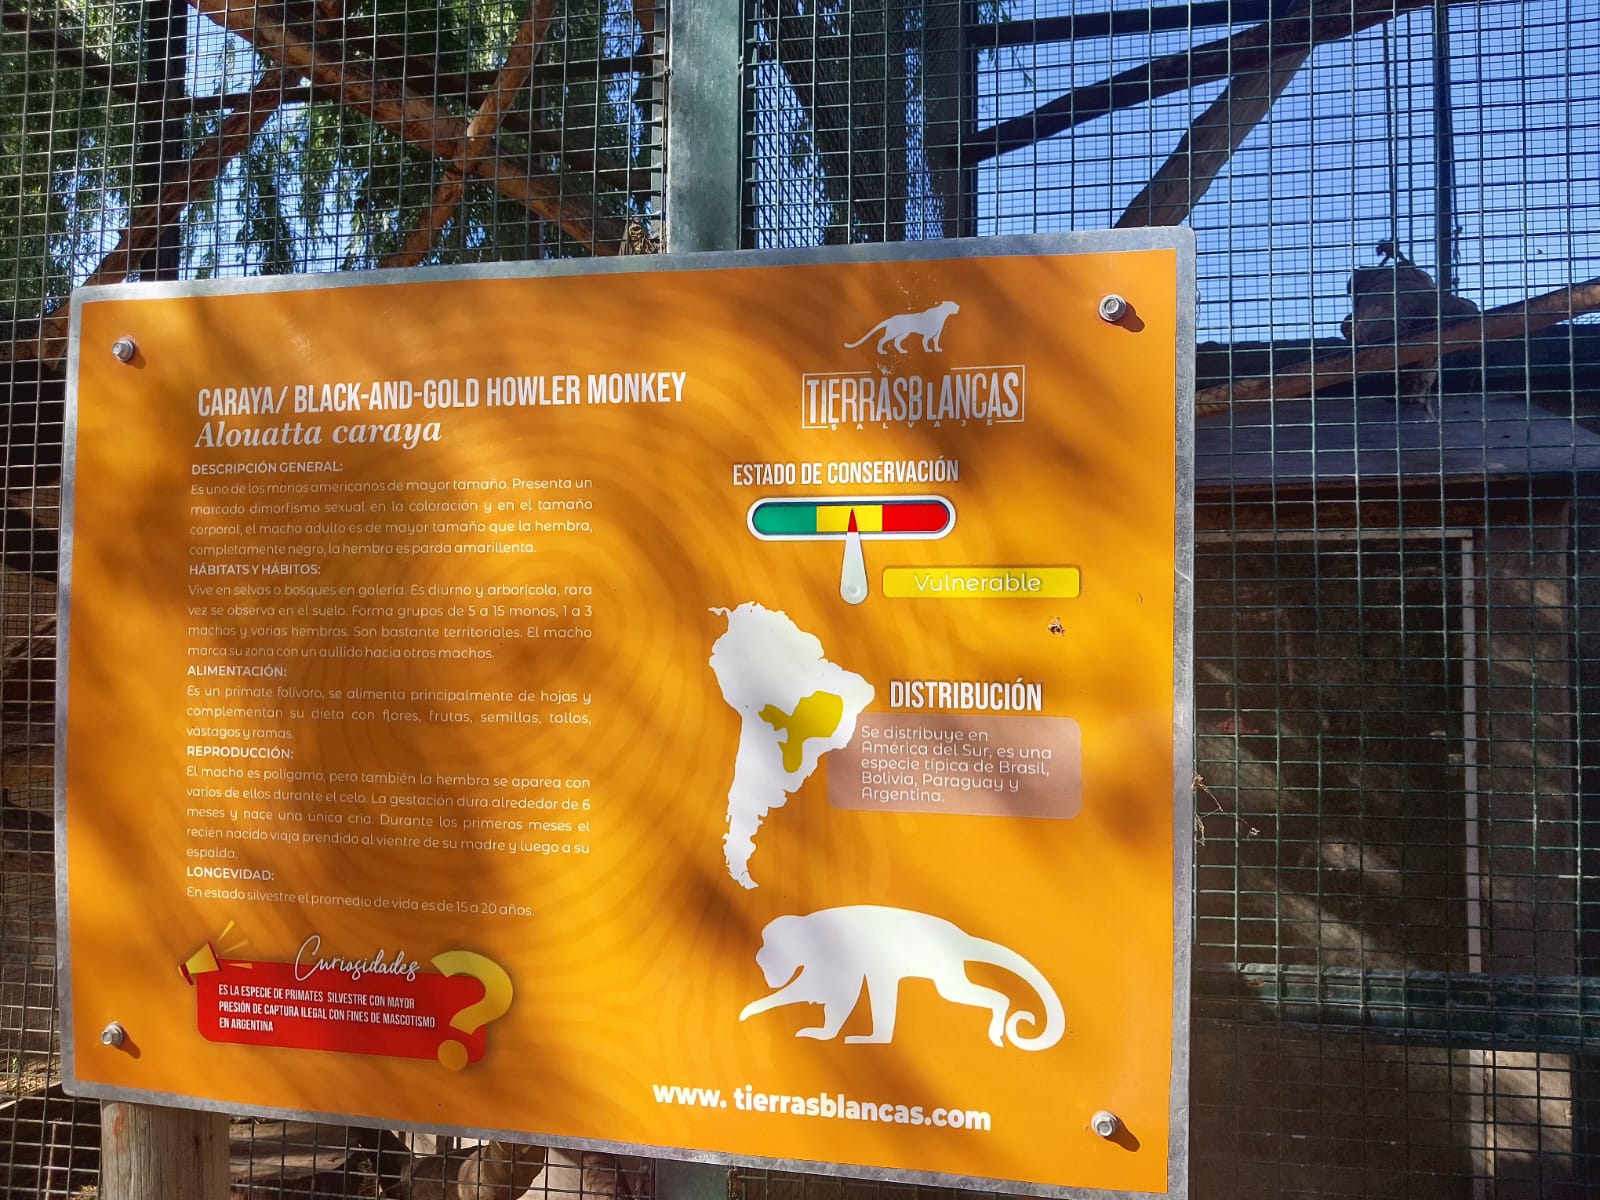 CARAYA/ BLACK-AND-GOLD HOWLER MONKEY
Alouatta caraya
DESCRIPCIÓN GENERAL:
Es uno de los monos americanos de mayor tamaño. Presenta un
marcado dimorfismo sexual en la coloración y en el tamaño
corporal, el macho adulto es de mayor tamaño que la hembra,
completamente negro, la hembra es parda amarillenta.
HÁBITATS Y HÁBITOS:
Vive en selvas o bosques en galería. Es diurno y arborícola, rara
vez se observa en el suelo. Forma grupos de 5 a 15 monos, 1 a 3
machos y varias hembras. Son bastante territoriales. El macho
marca su zona con un aullido hacia otros machos.
ALIMENTACIÓN:
Es un primate folívoro, se alimenta principalmente de hojas y
complementan su dieta con flores, frutas, semillas, tallos,
vástagos y ramas.
REPRODUCCIÓN:
El macho es polígamo, pero también la hembra se aparea con
varios de ellos durante el celo. La gestación dura alrededor de 6
meses y nace una única cría. Durante los primeros meses el
recién nacido viaja prendido al vientre de su madre y luego a su
espalda.
LONGEVIDAD:
En estado silvestre el promedio de vida es de 15 a 20 años.
Curiosidades
ES LA ESPECIE DE PRIMATES SILVESTRE CON MAYOR
PRESIÓN DE CAPTURA ILEGAL CON FINES DE MASCOTISMO
EN ARGENTINA
?
TIERRASBLANCAS
SALVAJE
ESTADO DE CONSERVACIÓN
Vulnerable
DISTRIBUCIÓN
Se distribuye en
América del Sur, es una
especie típica de Brasil,
Bolivia, Paraguay y
Argentina.
www. tierrasblancas.com